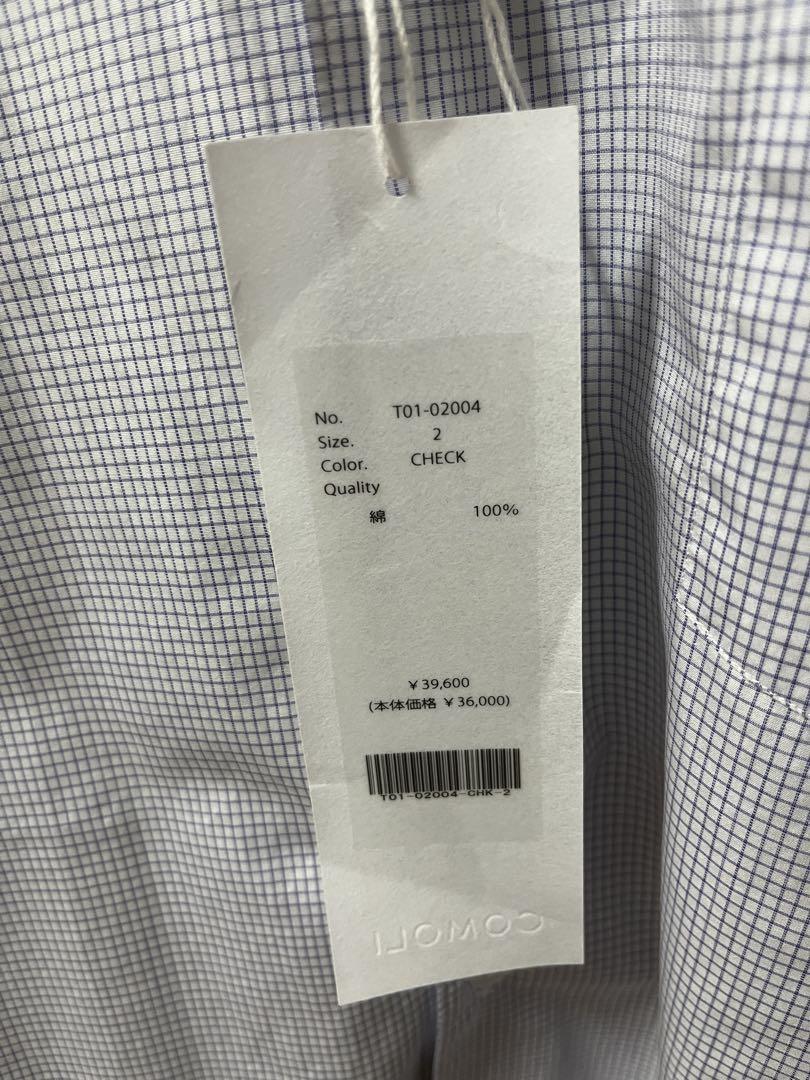 No. T01-02004
Size. 2
Color. CHECK
Quality
綿 100%
¥39,600
(本体価格 ¥36,000)
T01-02004-CHK-2
COMOLI